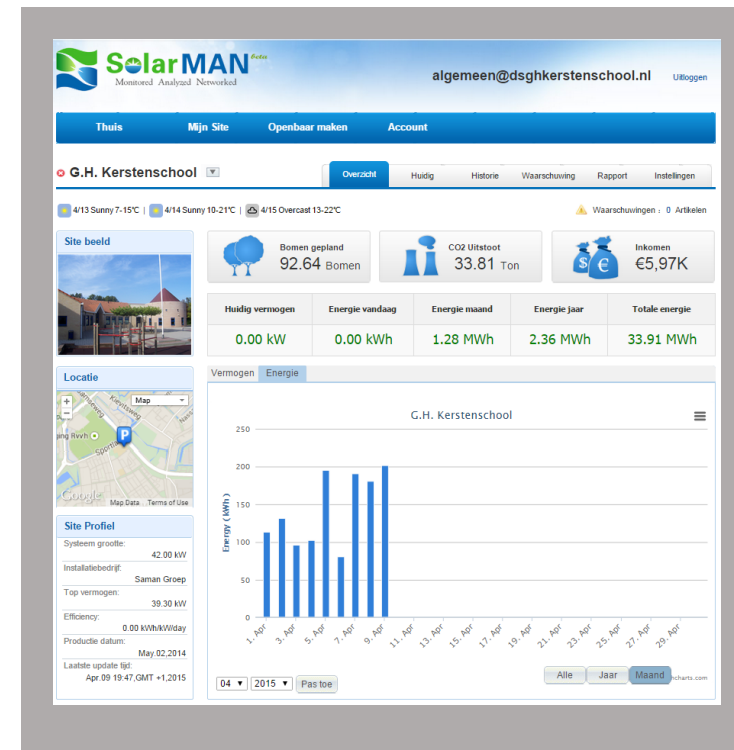 SolarMAN Beta
Monitored Analyzed Networked
algemeen@dsghkerstenschool.nl Uitloggen
Thuis Mijn Site Openbaar maken Account
G.H. Kerstenschool
Overzicht Huidig Historie Waarschuwing Rapport Instellingen
4/13 Sunny 7-15℃ | 4/14 Sunny 10-21℃ | 4/15 Overcast 13-22℃
Waarschuwingen : 0 Artikelen
Site beeld
Bomen gepland
92.64 Bomen
CO2 Uitstoot
33.81 Ton
Inkomen
€5,97K
Huidig vermogen Energie vandaag Energie maand Energie jaar Totale energie
0.00 kW 0.00 kWh 1.28 MWh 2.36 MWh 33.91 MWh
Locatie
Map
Kievitsweg
P
Google
Map Data Terms of Use
Vermogen Energie
G.H. Kerstenschool
Energy (kWh)
250
200
150
100
50
0
1. Apr 3. Apr 5. Apr 7. Apr 9. Apr 11. Apr 13. Apr 15. Apr 17. Apr 19. Apr 21. Apr 23. Apr 25. Apr 27. Apr 29. Apr
04 2015 Pas toe
Alle Jaar Maand
ncharts.com
Site Profiel
Systeem grootte:
42.00 kW
Installatiebedrijf:
Saman Groep
Top vermogen:
39.30 kW
Efficiency:
0.00 kWh/kW/day
Productie datum:
May.02,2014
Laatste update tijd:
Apr.09 19:47,GMT +1,2015